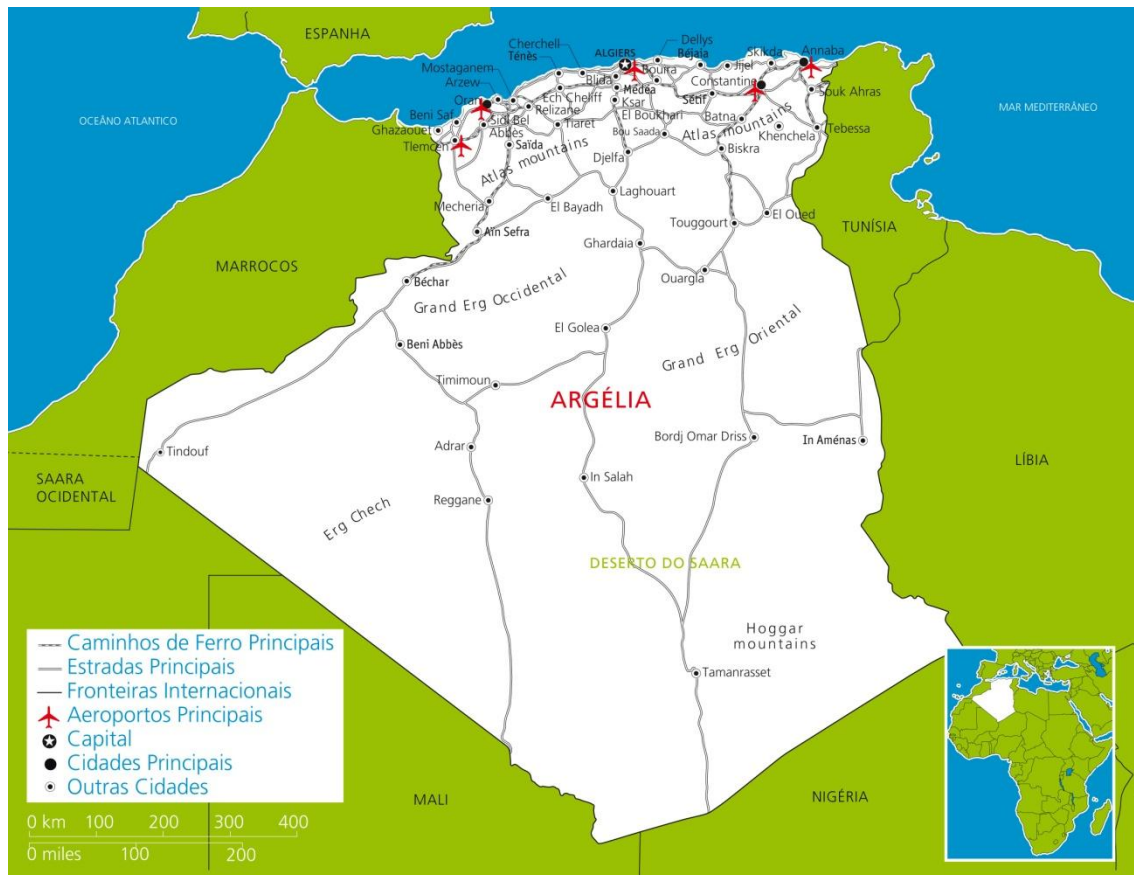 ESPANHA
Cherchell
Ténès
ALGIERS
Dellys
Béjaia
Skikda
Annaba
Mostaganem
Arzew
Blida
Bouira
Jijel
Constantine
Oran
Ech Cheliff
Médea
Sétif
Souk Ahras
MAR MEDITERRÂNEO
OCEÂNO ATLANTICO
Beni Saf
Relizane
Ksar
El Boukhari
Batna
Ghazaouet
Sidi Bel
Abbès
Tiaret
Bou Saada
Atlas mountains
Khenchela
Tebessa
Tlemcen
Saïda
Atlas mountains
Djelfa
Biskra
Mecheria
El Bayadh
Laghouart
Touggourt
El Oued
TUNÍSIA
Ain Sefra
Ghardaia
MARROCOS
Béchar
Grand Erg Occidental
Ouargla
Beni Abbès
El Golea
Grand Erg Oriental
Timimoun
ARGÉLIA
Tindouf
Adrar
Bordj Omar Driss
In Aménas
LÍBIA
SAARA
OCIDENTAL
Erg Chech
Reggane
In Salah
DESERTO DO SAARA
Hoggar
mountains
Tamanrasset
Caminhos de Ferro Principais
Estradas Principais
Fronteiras Internacionais
Aeroportos Principais
Capital
Cidades Principais
Outras Cidades
MALI
NIGÉRIA
0 km 100 200 300 400
0 miles 100 200